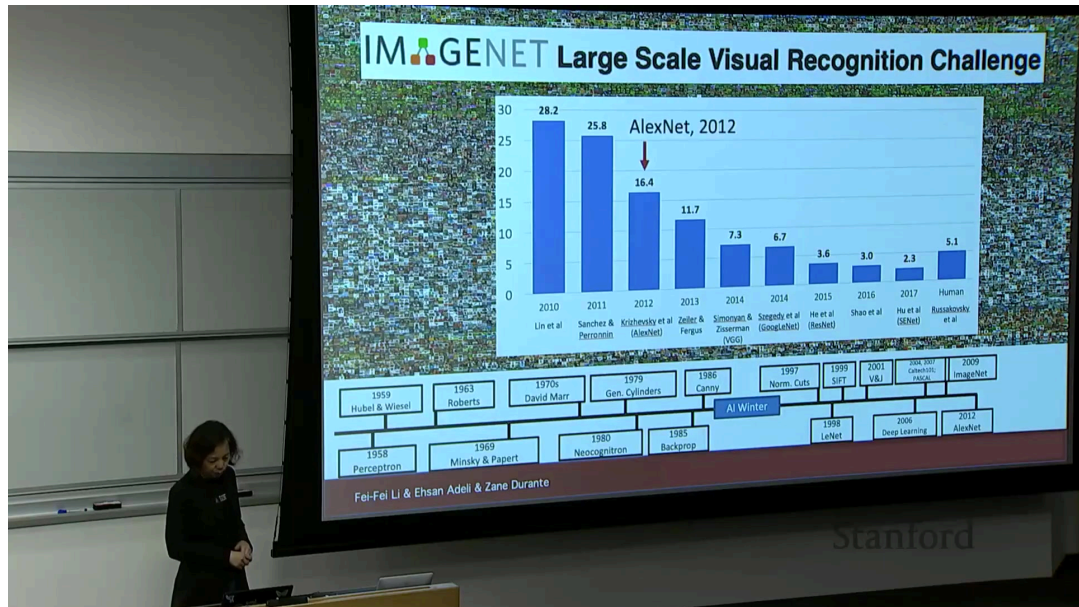 IMAGENET Large Scale Visual Recognition Challenge
30
25
20
15
10
5
0
28.2
25.8
AlexNet, 2012
16.4
11.7
7.3
6.7
3.6
3.0
2.3
5.1
2010
Lin et al
2011
Sanchez &
Perronnin
2012
Krizhevsky et al
(AlexNet)
2013
Zeiler &
Fergus
2014
Simonyan &
Zisserman
(VGG)
2014
Szegedy et al
(GoogLeNet)
2015
He et al
(ResNet)
2016
Shao et al
2017
Hu et al
(SENet)
Human
Russakovsky
et al
1959
Hubel & Wiesel
1963
Roberts
1970s
David Marr
1979
Gen. Cylinders
1986
Canny
AI Winter
1997
Norm. Cuts
1999
SIFT
2001
V&J
2004, 2007
Caltech101;
PASCAL
2009
ImageNet
1958
Perceptron
1969
Minsky & Papert
1980
Neocognitron
1985
Backprop
1998
LeNet
2006
Deep Learning
2012
AlexNet
Fei-Fei Li & Ehsan Adeli & Zane Durante
Stanford